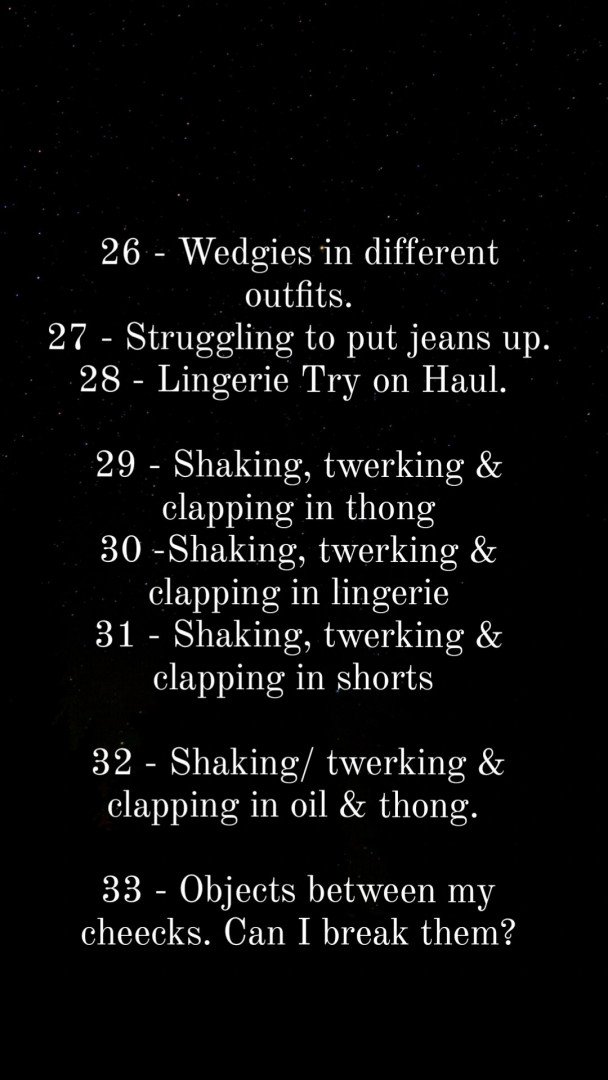 26 - Wedgies in different
outfits.
27 - Struggling to put jeans up.
28 - Lingerie Try on Haul.
29 - Shaking, twerking &
clapping in thong
30 -Shaking, twerking &
clapping in lingerie
31 - Shaking, twerking &
clapping in shorts
32 - Shaking/ twerking &
clapping in oil & thong.
33 - Objects between my
cheecks. Can I break them?